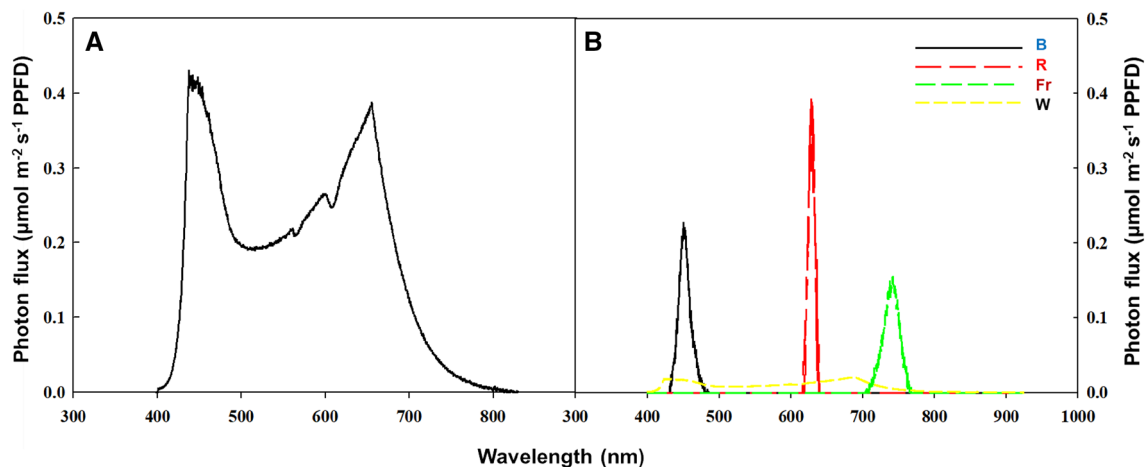 A
B
Photon flux (µmol m-2 s-1 PPFD)
0.5
0.4
0.3
0.2
0.1
0.0
300 400 500 600 700 800
B
R
Fr
W
300 400 500 600 700 800 900 1000
0.5
0.4
0.3
0.2
0.1
0.0
Photon flux (µmol m-2 s-1 PPFD)
Wavelength (nm)